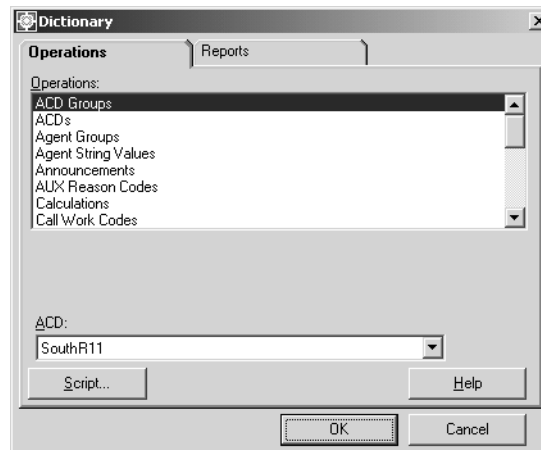 Dictionary
Operations
Reports
Operations:
ACD Groups
ACDs
Agent Groups
Agent String Values
Announcements
AUX Reason Codes
Calculations
Call Work Codes
ACD:
SouthR11
Script...
Help
OK
Cancel